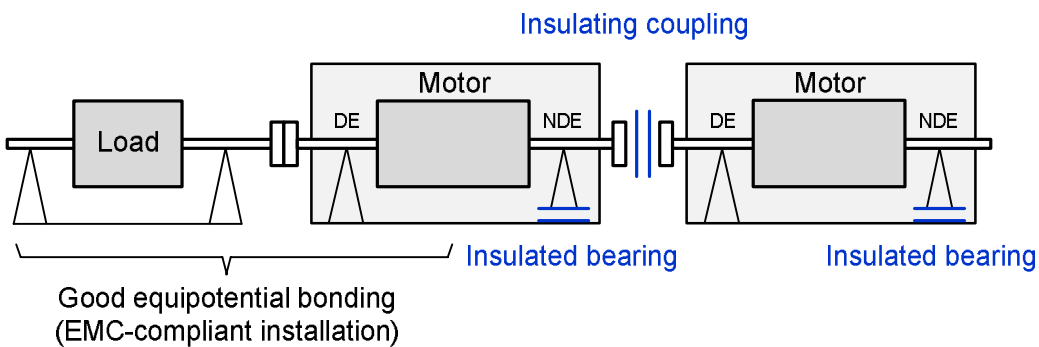 Insulating coupling
Motor
Motor
DE
NDE
DE
NDE
Load
Insulated bearing
Insulated bearing
Good equipotential bonding
(EMC-compliant installation)